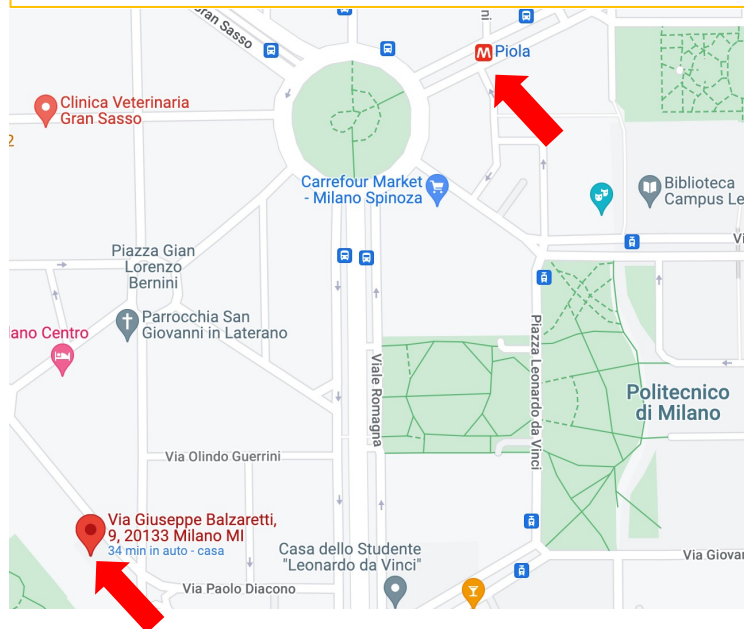 Gran Sasso
ni.
M Piola
Clinica Veterinaria
Gran Sasso
2
Carrefour Market
- Milano Spinoza
Biblioteca
Campus Le
Vi
Piazza Gian
Lorenzo
Bernini
Parrocchia San
Giovanni in Laterano
lano Centro
Viale Romagna
Piazza Leonardo da Vinci
Politecnico
di Milano
Via Olindo Guerrini
Via Giuseppe Balzaretti,
9, 20133 Milano MI
34 min in auto - casa
Casa dello Studente
"Leonardo da Vinci"
Via Giovan
Via Paolo Diacono